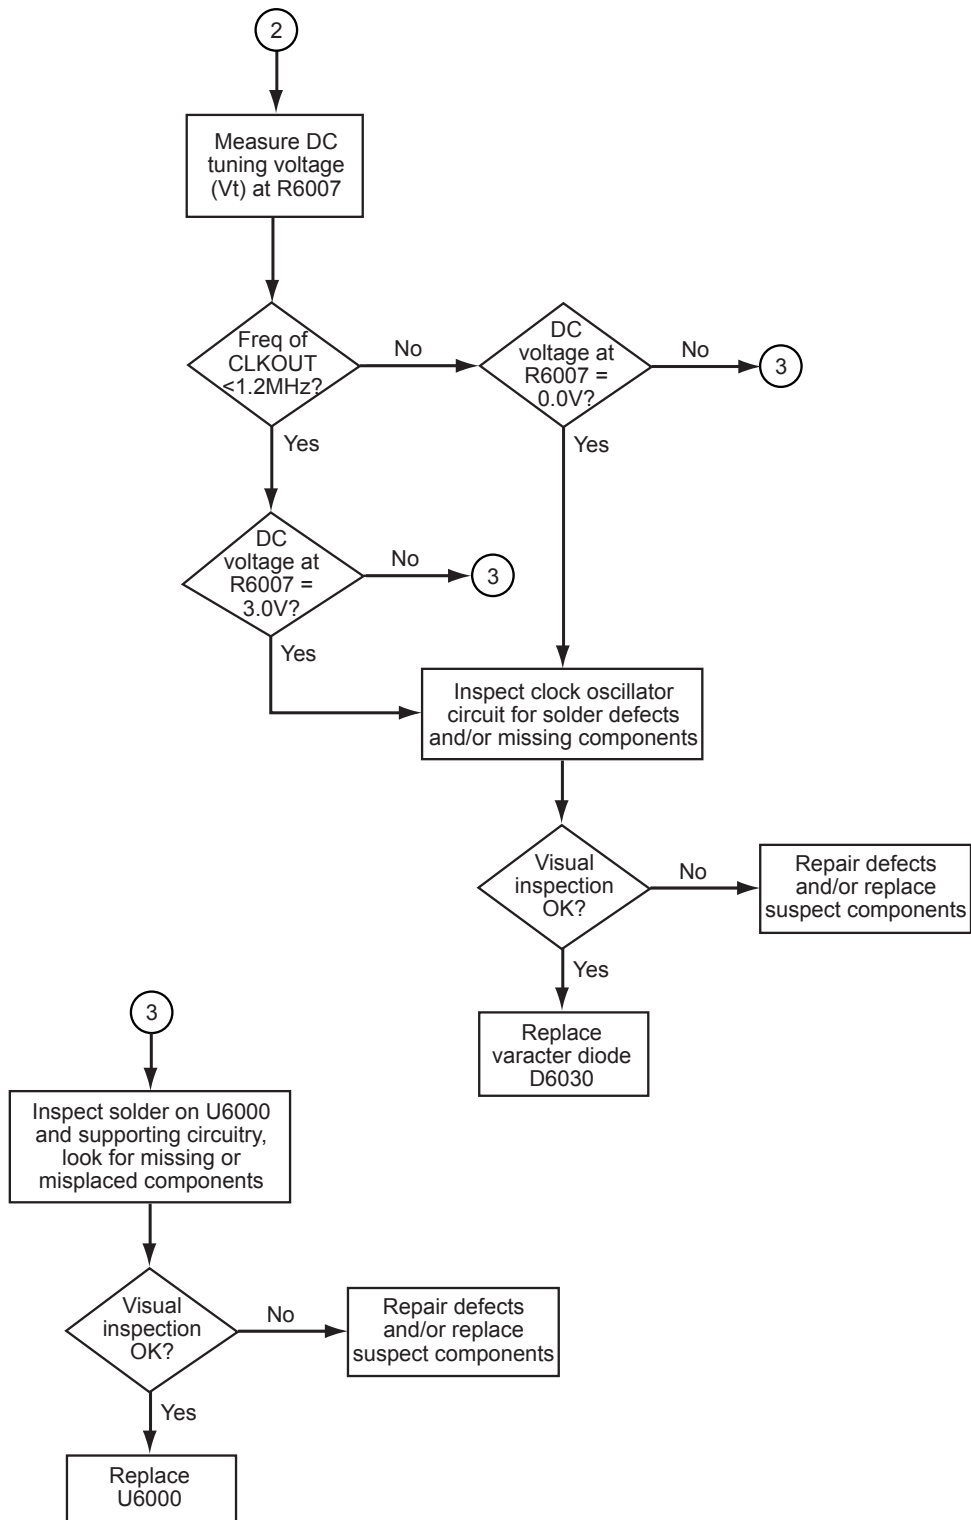 2
Measure DC
tuning voltage
(Vt) at R6007
Freq of
CLKOUT
<1.2MHz?
No
DC
voltage at
R6007 =
0.0V?
No
3
Yes
Yes
DC
voltage at
R6007 =
3.0V?
No
3
Yes
Inspect clock oscillator
circuit for solder defects
and/or missing components
Visual
inspection
OK?
No
Repair defects
and/or replace
suspect components
Yes
Replace
varacter diode
D6030
3
Inspect solder on U6000
and supporting circuitry,
look for missing or
misplaced components
Visual
inspection
OK?
No
Repair defects
and/or replace
suspect components
Yes
Replace
U6000